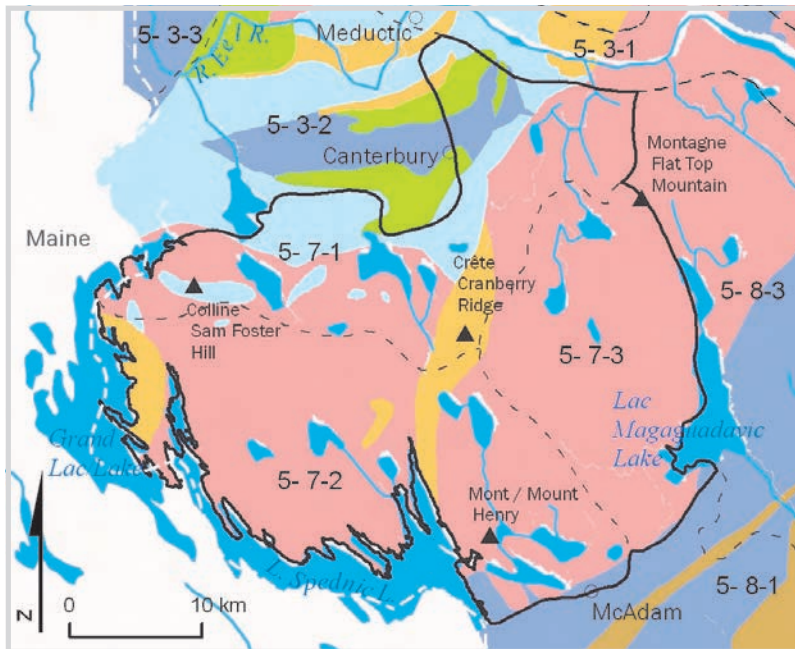 5- 3-3
R. Eel R.
Meductic
5- 3-1
5- 3-2
Canterbury
Montagne
Flat Top
Mountain
Maine
5- 7-1
Crête
Cranberry
Ridge
5- 8-3
Colline
Sam Foster
Hill
5- 7-3
Lac
Magaguadavic
Lake
Grand
Lac Lake
5- 7-2
Mont / Mount
Henry
L. Spednic L.
5- 8-1
McAdam
N
0 10 km